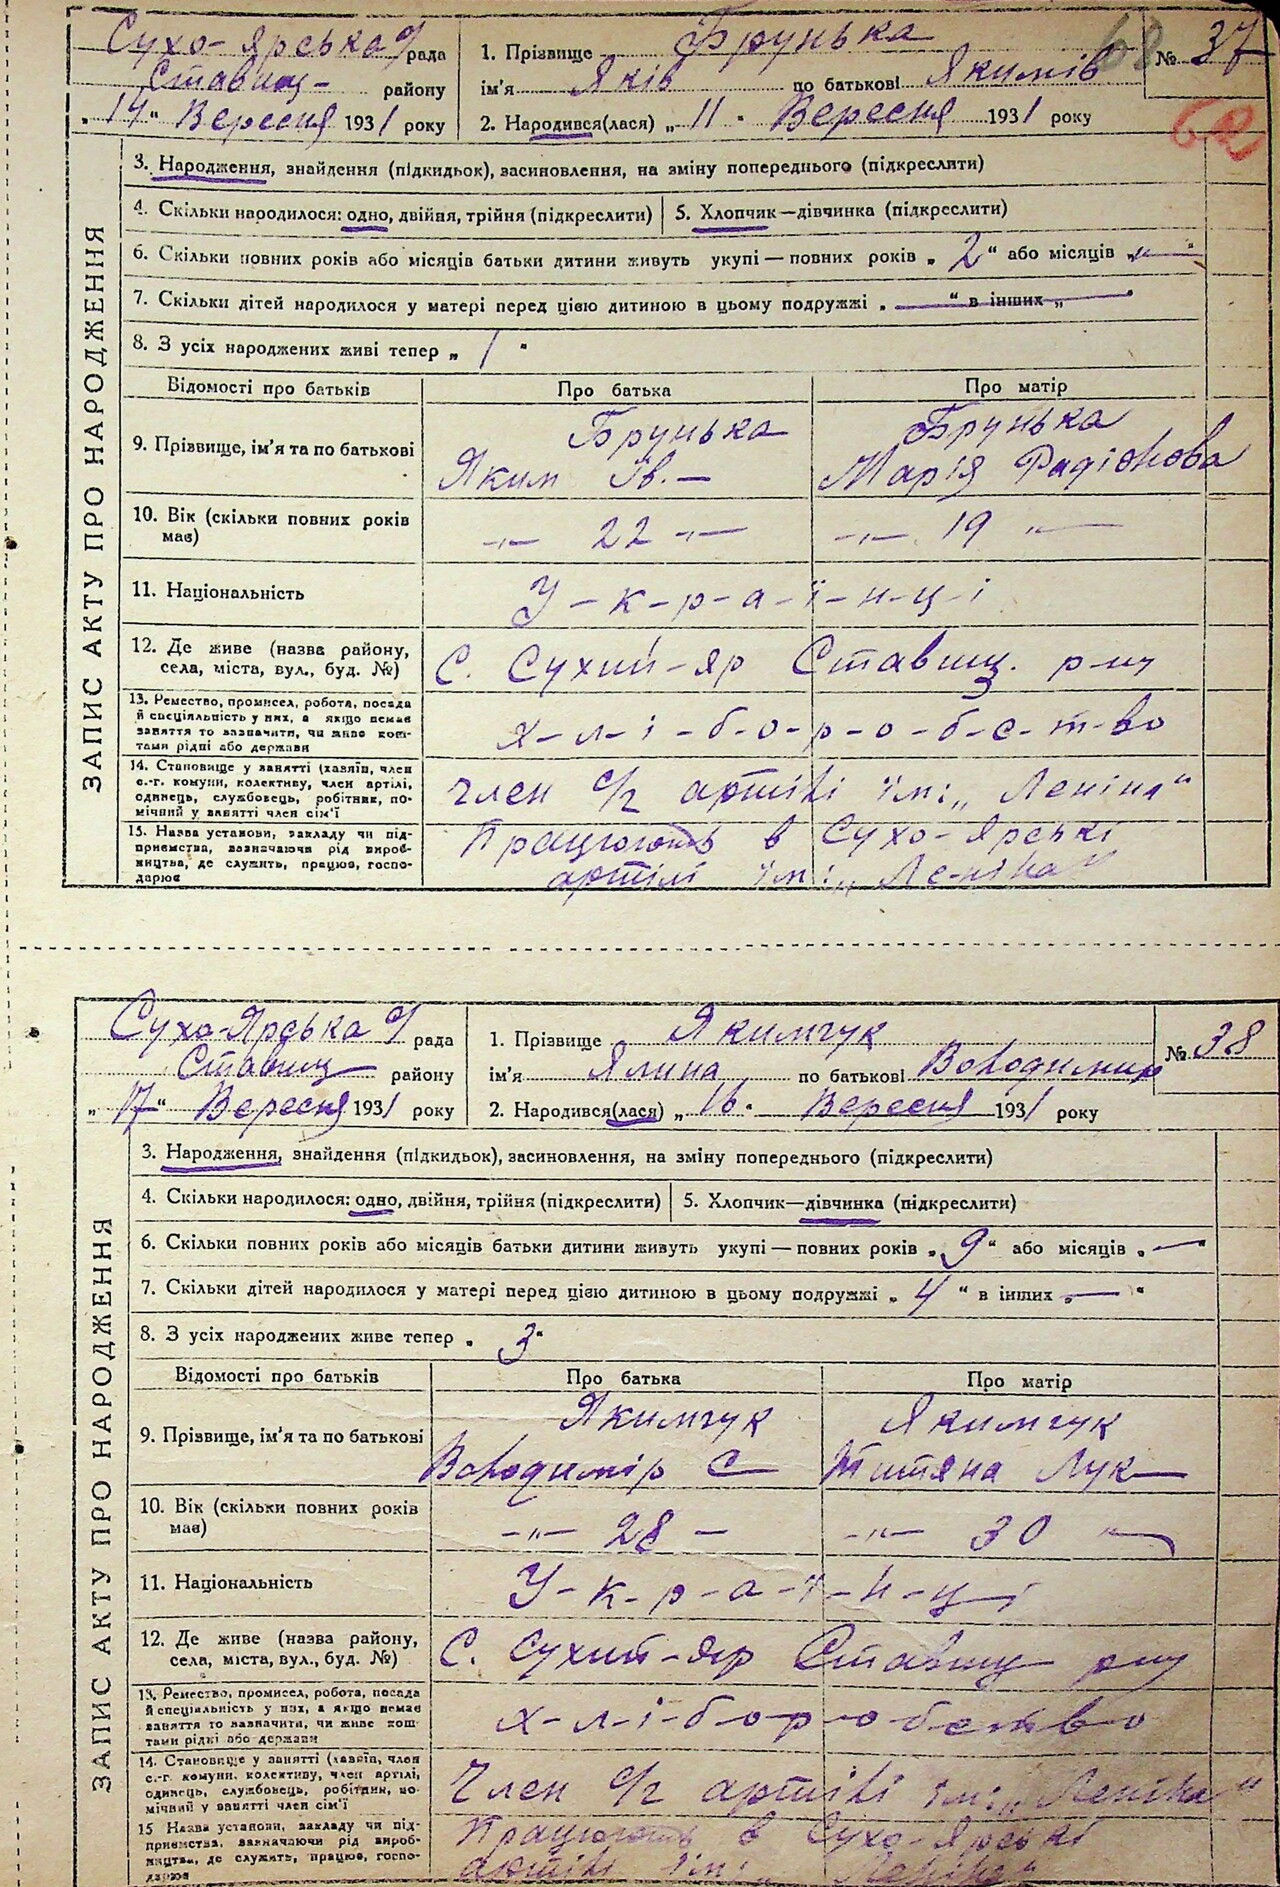 Сухо-Ярська с/рада
Ставищ- району
„ 14 “ Вересня 1931 року
1. Прізвище Брунька
ім'я Яків по батькові Якимів
2. Народився(лася) „ 11 “ Вересня 1931 року
68
№ 37
62
ЗАПИС АКТУ ПРО НАРОДЖЕННЯ
3. Народження, знайдення (підкидьок), засиновлення, на зміну попереднього (підкреслити)
4. Скільки народилося: одно, двійня, трійня (підкреслити) 5. Хлопчик—дівчинка (підкреслити)
6. Скільки повних років або місяців батьки дитини живуть укупі — повних років „ 2 “ або місяців „ — “
7. Скільки дітей народилося у матері перед цією дитиною в цьому подружжі „ — “ в інших „ — “
8. З усіх народжених живі тепер „ 1 “
Відомості про батьків Про батька Про матір
9. Прізвище, ім'я та по батькові Брунька Брунька
Яким Ів.— Марія Радіонова
10. Вік (скільки повних років має) -„- 22 -„- -„- 19 -„-
11. Національність У-к-р-а-ї-н-ц-і
12. Де живе (назва району, села, міста, вул., буд. №) С. Сухий-яр Ставищ. р-ну
13. Ремество, промисел, робота, посада й спеціяльність у них, а якщо немає заняття то зазначити, чи живе коштами рідні або держави
х-л-і-б-о-р-о-б-с-т-во
14. Становище у занятті (хазяїн, член с.-г. комуни, колективу, член артілі, одинець, службовець, робітник, помічний у занятті член сім'ї
Член с/г артілі їм: „Леніна“
15. Назва установи, закладу чи підприємства, зазначаючи рід виробництва, де служить, працює, господарює
Працюють в Сухо-Ярські
артілі їм: „Леніна“
Сухо-Ярська с/рада
Ставищ району
„ 17 “ Вересня 1931 року
1. Прізвище Якимчук
ім'я Ялина по батькові Володимир
2. Народився(лася) „ 16 “ Вересня 1931 року
№ 38
ЗАПИС АКТУ ПРО НАРОДЖЕННЯ
3. Народження, знайдення (підкидьок), засиновлення, на зміну попереднього (підкреслити)
4. Скільки народилося: одно, двійня, трійня (підкреслити) 5. Хлопчик—дівчинка (підкреслити)
6. Скільки повних років або місяців батьки дитини живуть укупі — повних років „ 9 “ або місяців „ — “
7. Скільки дітей народилося у матері перед цією дитиною в цьому подружжі „ 4 “ в інших „ — “
8. З усіх народжених живе тепер „ 3 “
Відомості про батьків Про батька Про матір
9. Прізвище, ім'я та по батькові Якимчук Якимчук
Володимір С— Титяна Лук—
10. Вік (скільки повних років має) -„- 28 — -„- 30 -„-
11. Національність У-к-р-а-ї-н-ц-і
12. Де живе (назва району, села, міста, вул., буд. №) С. Сухий-яр Ставищ р-ну
13. Ремество, промисел, робота, посада й спеціяльність у них, а якщо немає заняття то зазначити, чи живе коштами рідні або держави
х-л-і-б-о-р-о-бство
14. Становище у занятті (хазяїн, член с.-г. комуни, колективу, член артілі, одинець, службовець, робітник, помічний у занятті член сім'ї
Член с/г артілі їм: „Леніна“
15 Назва установи, закладу чи підприємства, зазначаючи рід виробництва, де служить, працює, господарює
Працюють в Сухо-Ярські
артілі їм: „Леніна“